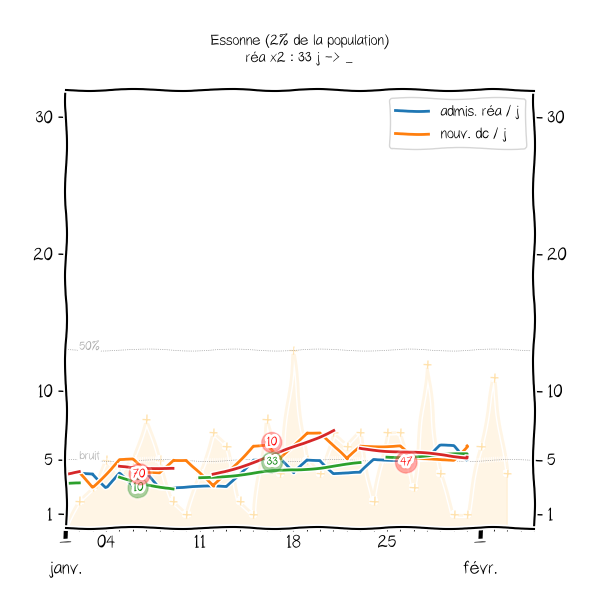 Essonne (2% de la population)
réa x2 : 33 j -> _
admis. réa / j
nouv. dc / j
30
30
20
20
50%
10
10
10
bruit
5
5
33
47
70
10
1
1
04
11
18
25
janv.
févr.